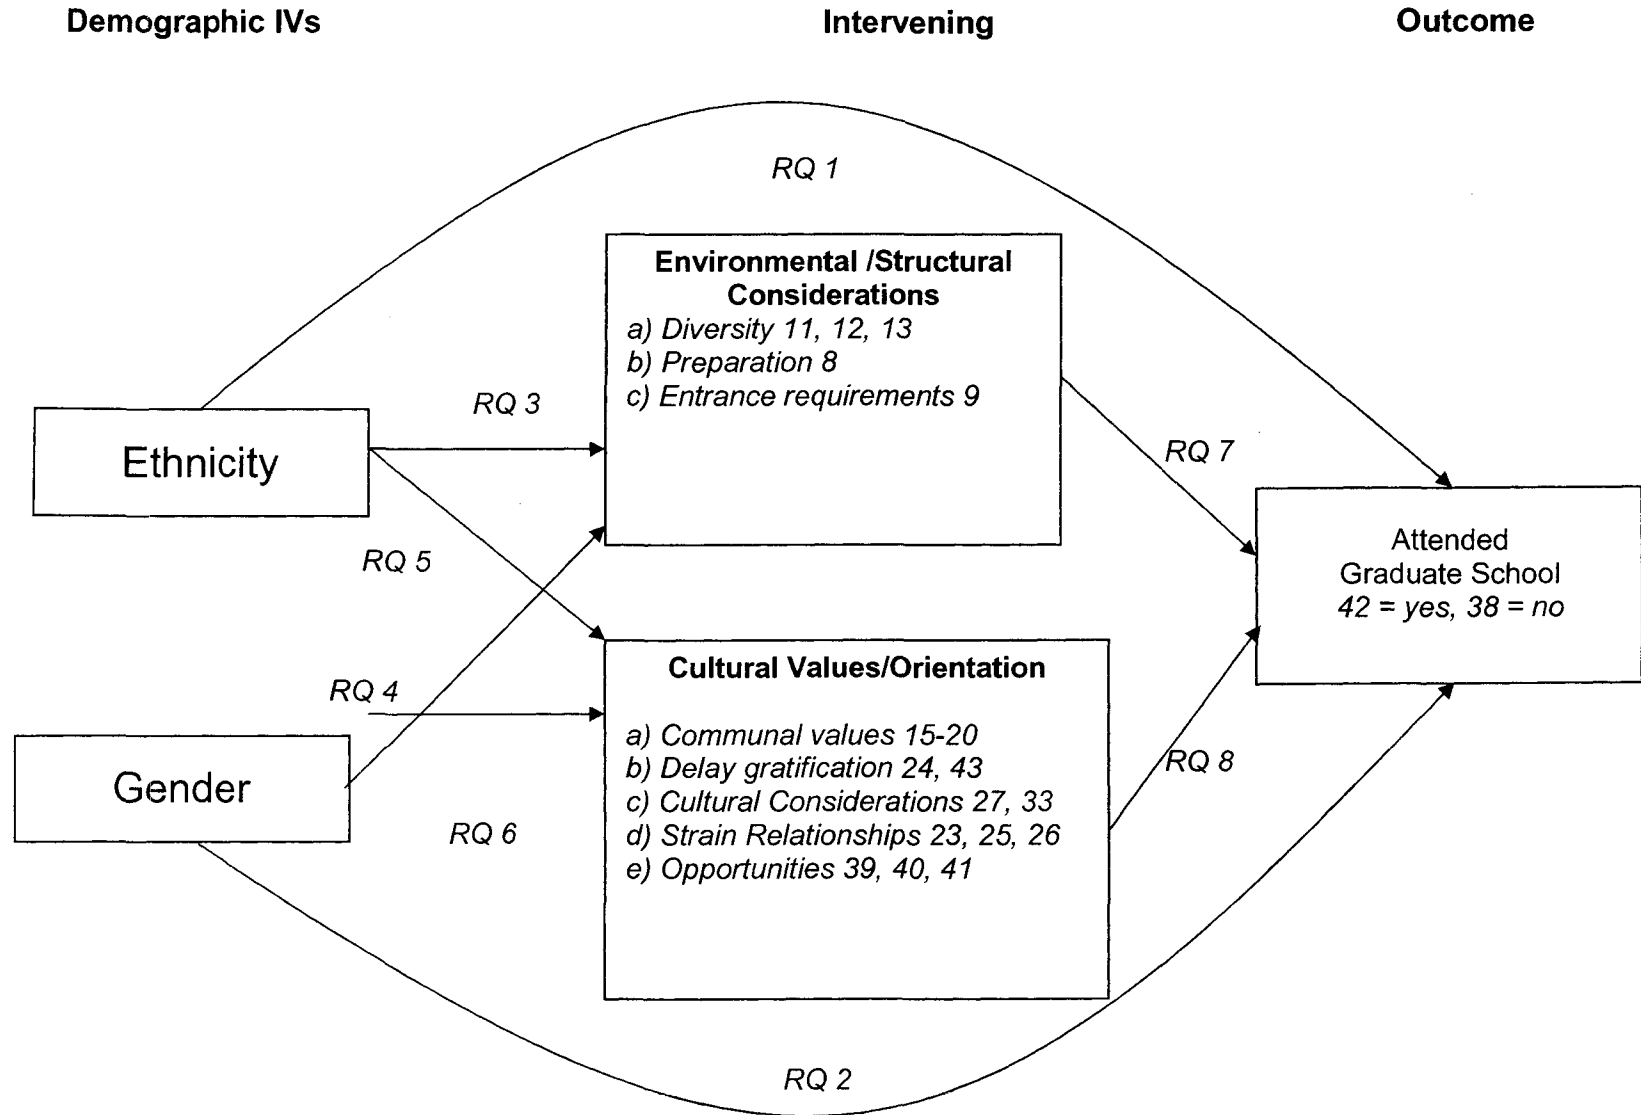 Demographic IVs
Intervening
Outcome
RQ 1
Environmental /Structural
Considerations
a) Diversity 11, 12, 13
b) Preparation 8
c) Entrance requirements 9
RQ 3
Ethnicity
RQ 7
RQ 5
Attended
Graduate School
42 = yes, 38 = no
Cultural Values/Orientation
RQ 4
a) Communal values 15-20
b) Delay gratification 24, 43
c) Cultural Considerations 27, 33
d) Strain Relationships 23, 25, 26
e) Opportunities 39, 40, 41
RQ 8
Gender
RQ 6
RQ 2